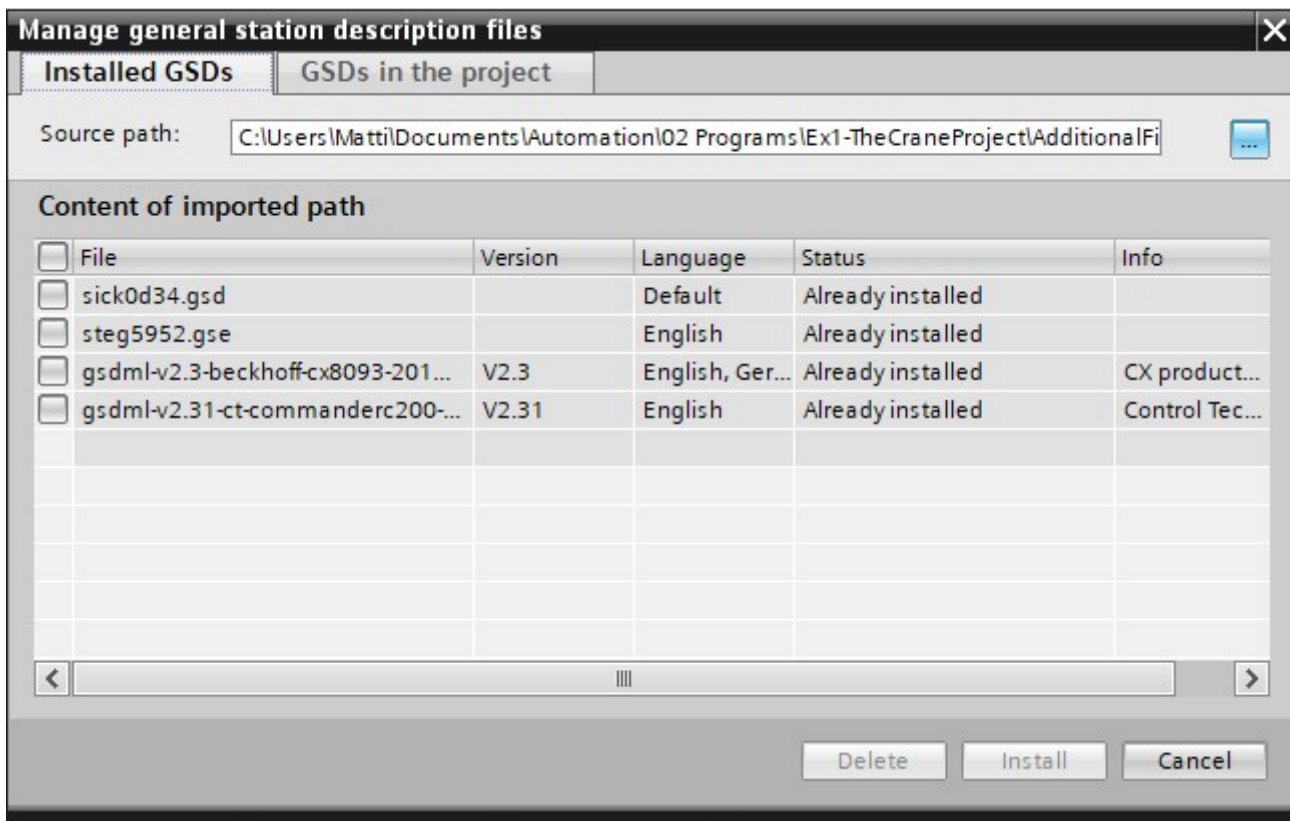 Manage general station description files
Installed GSDs GSDs in the project
Source path: C:\Users\Matti\Documents\Automation\02 Programs\Ex1-TheCraneProject\AdditionalFi ...
Content of imported path
File Version Language Status Info
sick0d34.gsd Default Already installed
steg5952.gse English Already installed
gsdml-v2.3-beckhoff-cx8093-201... V2.3 English, Ger... Already installed CX product...
gsdml-v2.31-ct-commanderc200-... V2.31 English Already installed Control Tec...
Delete Install Cancel